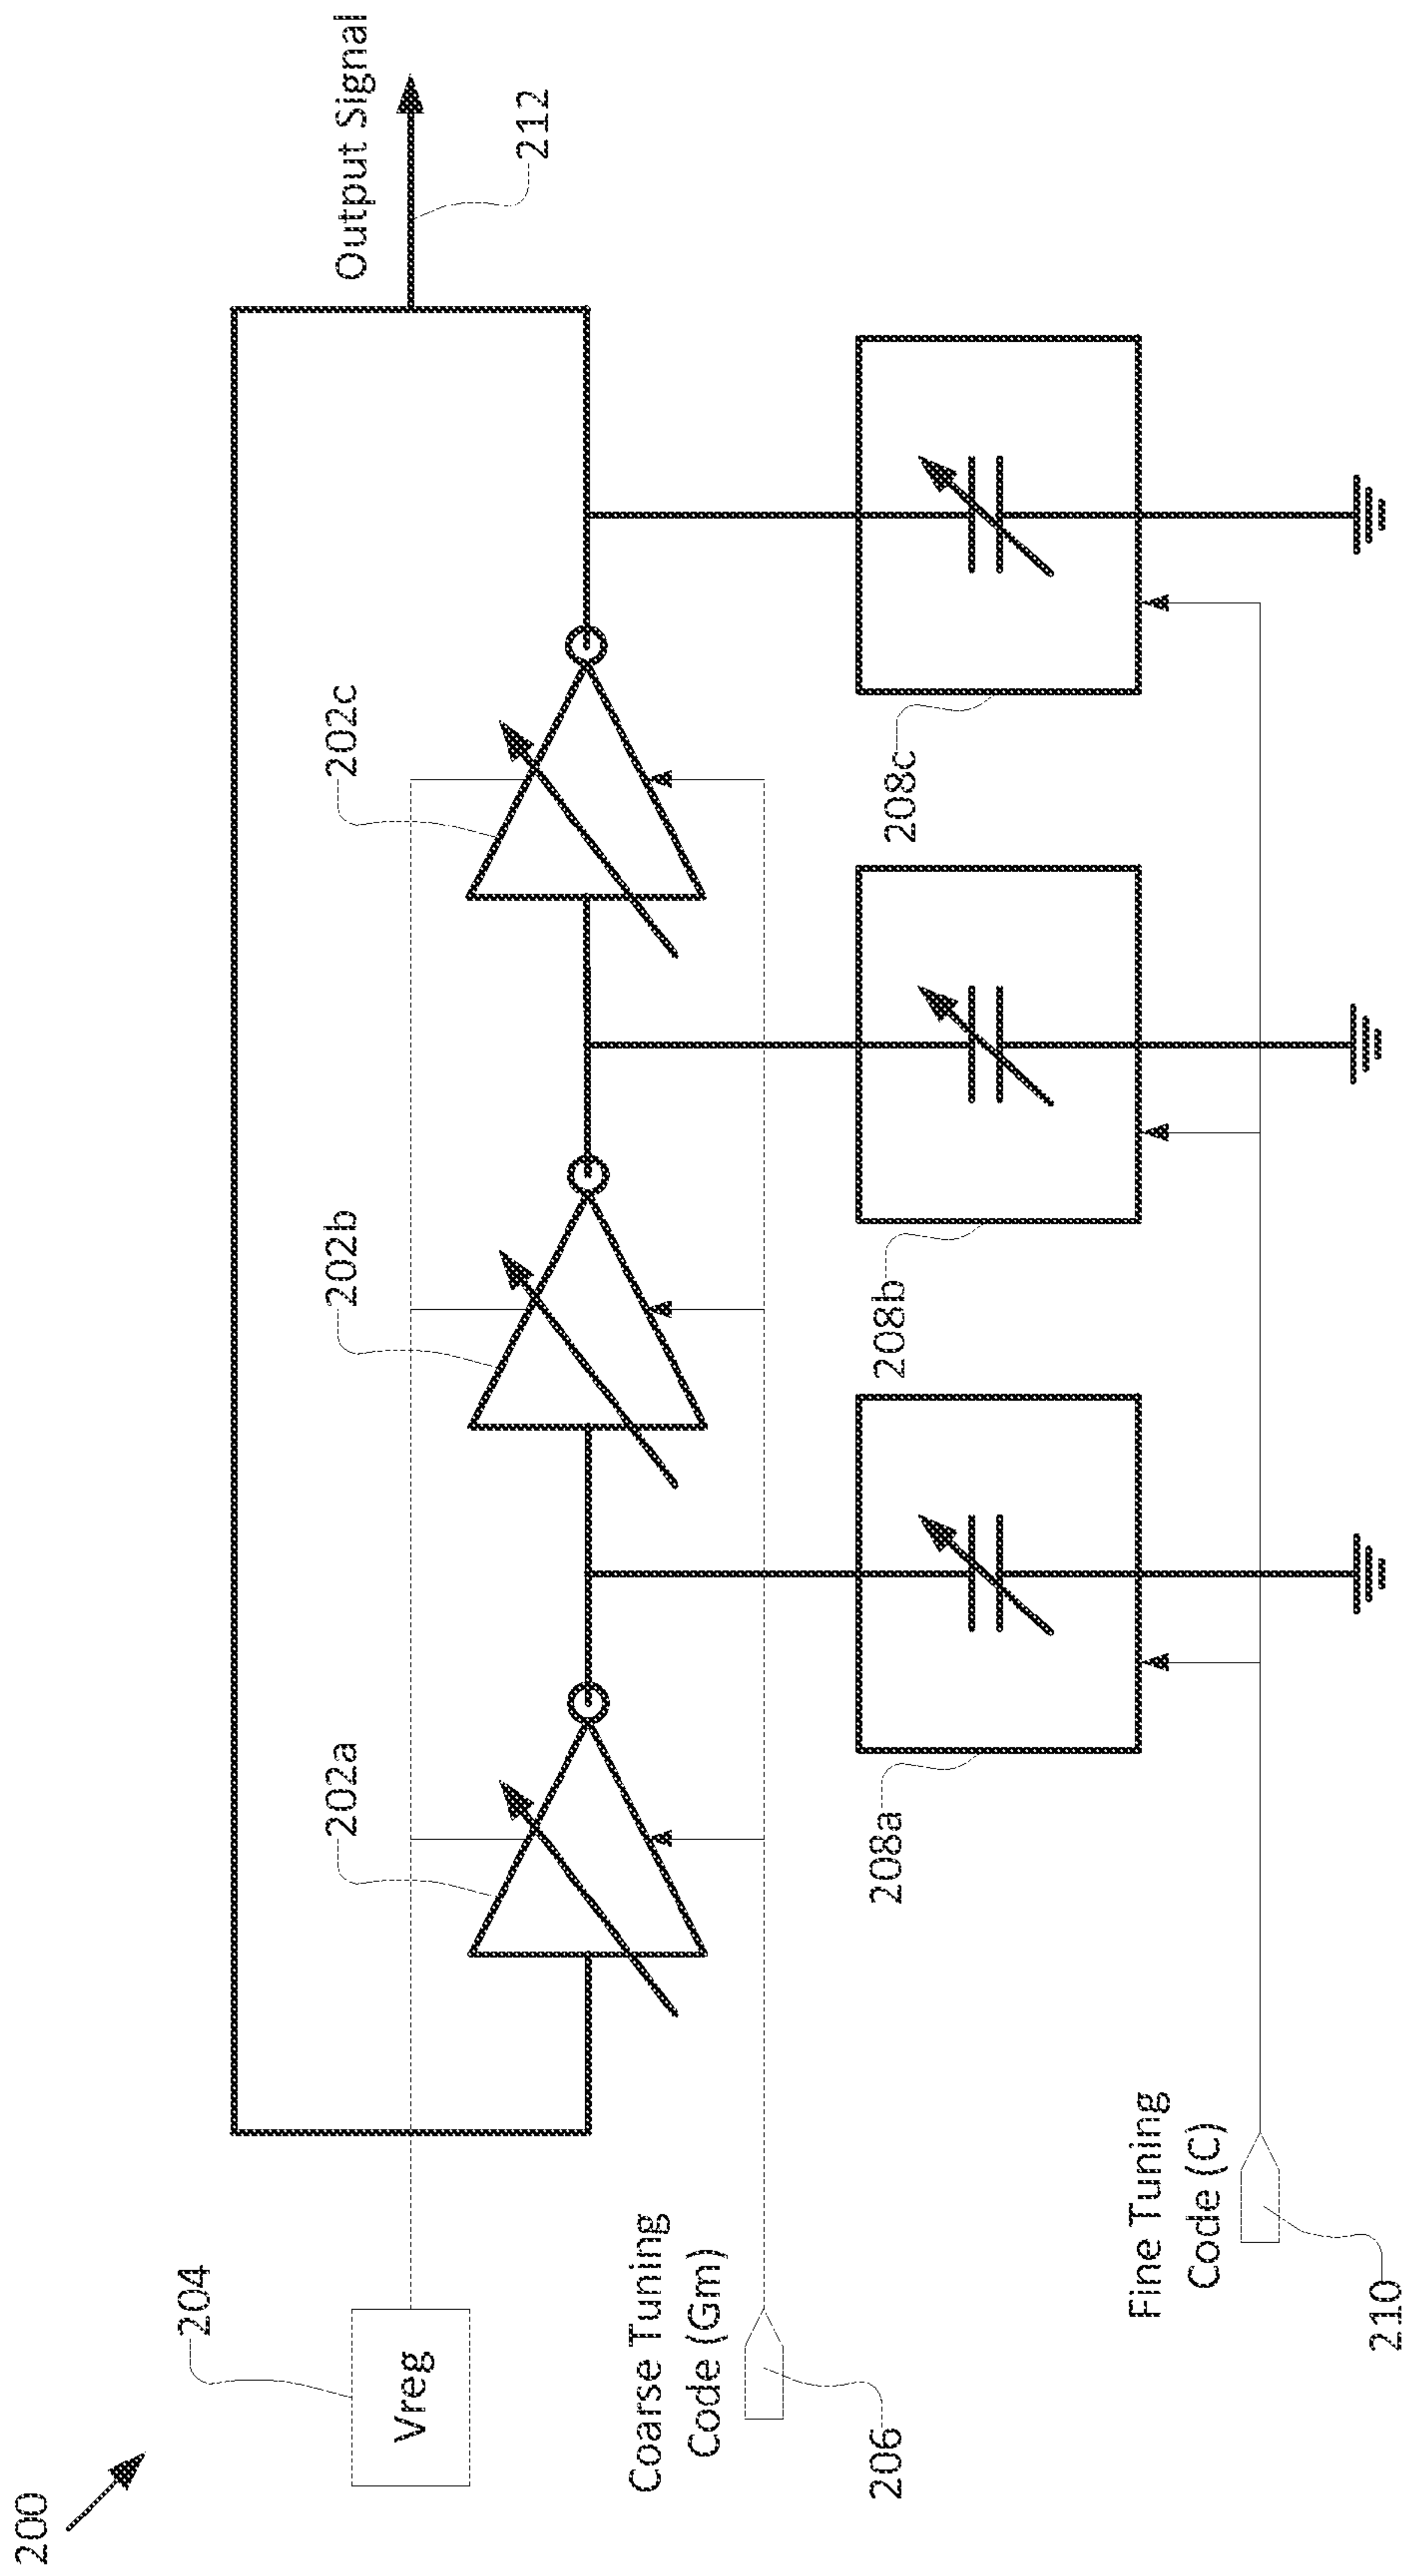 200
204
Vreg
Coarse Tuning
Code (Gm)
206
Fine Tuning
Code (C)
210
202a
202b
202c
208a
208b
208c
Output Signal
212